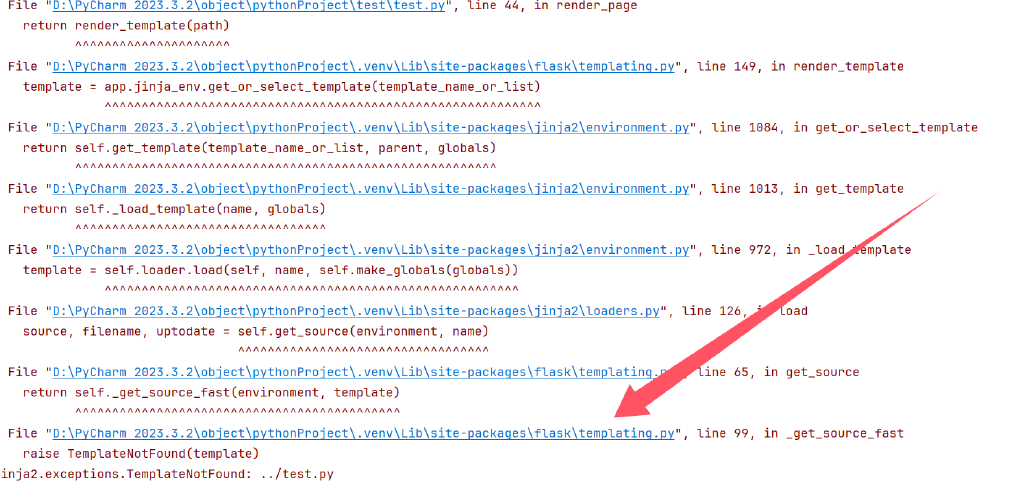 File "D:\PyCharm 2023.3.2\object\pythonProject\test\test.py", line 44, in render_page
return render_template(path)
^^^^^^^^^^^^^^^^^^^^^
File "D:\PyCharm 2023.3.2\object\pythonProject\.venv\Lib\site-packages\flask\templating.py", line 149, in render_template
template = app.jinja_env.get_or_select_template(template_name_or_list)
^^^^^^^^^^^^^^^^^^^^^^^^^^^^^^^^^^^^^^^^^^^^^^^^^^^^^^^^^^^
File "D:\PyCharm 2023.3.2\object\pythonProject\.venv\Lib\site-packages\jinja2\environment.py", line 1084, in get_or_select_template
return self.get_template(template_name_or_list, parent, globals)
^^^^^^^^^^^^^^^^^^^^^^^^^^^^^^^^^^^^^^^^^^^^^^^^^^^^^^^^^
File "D:\PyCharm 2023.3.2\object\pythonProject\.venv\Lib\site-packages\jinja2\environment.py", line 1013, in get_template
return self._load_template(name, globals)
^^^^^^^^^^^^^^^^^^^^^^^^^^^^^^^^^^
File "D:\PyCharm 2023.3.2\object\pythonProject\.venv\Lib\site-packages\jinja2\environment.py", line 972, in _load_template
template = self.loader.load(self, name, self.make_globals(globals))
^^^^^^^^^^^^^^^^^^^^^^^^^^^^^^^^^^^^^^^^^^^^^^^^^^^^^^^^
File "D:\PyCharm 2023.3.2\object\pythonProject\.venv\Lib\site-packages\jinja2\loaders.py", line 126, in load
source, filename, uptodate = self.get_source(environment, name)
^^^^^^^^^^^^^^^^^^^^^^^^^^^^^^^^^^
File "D:\PyCharm 2023.3.2\object\pythonProject\.venv\Lib\site-packages\flask\templating.py", line 65, in get_source
return self._get_source_fast(environment, template)
^^^^^^^^^^^^^^^^^^^^^^^^^^^^^^^^^^^^^^^^^^^^
File "D:\PyCharm 2023.3.2\object\pythonProject\.venv\Lib\site-packages\flask\templating.py", line 99, in _get_source_fast
raise TemplateNotFound(template)
inja2.exceptions.TemplateNotFound: ../test.py